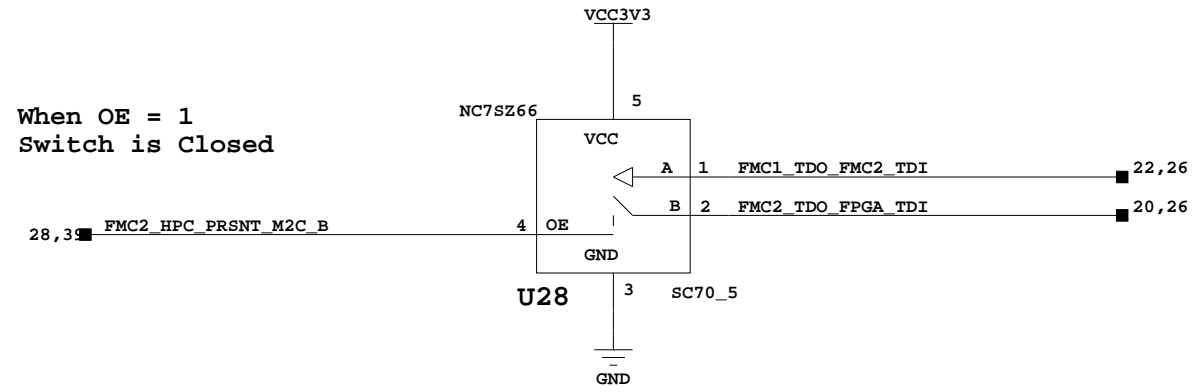 VCC3V3
5
NC7SZ66
When OE = 1
Switch is Closed
VCC
A 1 FMC1_TDO_FMC2_TDI 22,26
B 2 FMC2_TDO_FPGA_TDI 20,26
28,39 FMC2_HPC_PRSNT_M2C_B 4 OE
GND
U28 3 SC70_5
GND